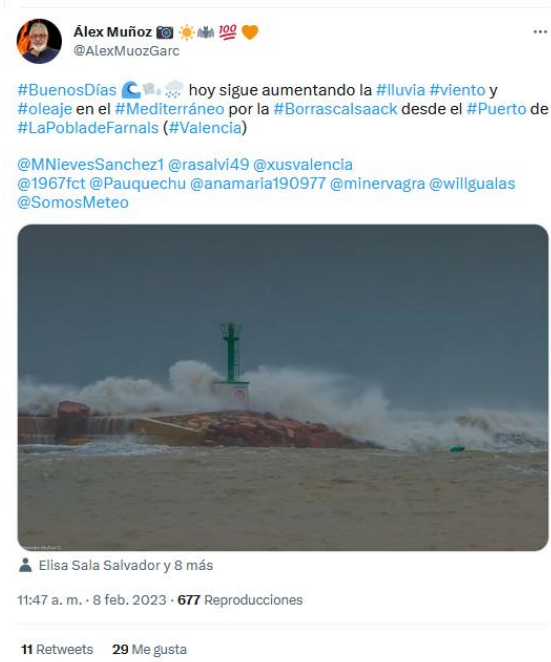 Álex Muñoz 📷 ☀️🦇💯🧡
@AlexMuozGarc
#BuenosDías 🌊🌬️🌧️ hoy sigue aumentando la #lluvia #viento y
#oleaje en el #Mediterráneo por la #BorrascaIsaack desde el #Puerto de
#LaPobladeFarnals (#Valencia)
@MNievesSanchez1 @rasalvi49 @xusvalencia
@1967fct @Pauquechu @anamaria190977 @minervagra @willgualas
@SomosMeteo
Elisa Sala Salvador y 8 más
11:47 a. m. · 8 feb. 2023 · 677 Reproducciones
11 Retweets 29 Me gusta